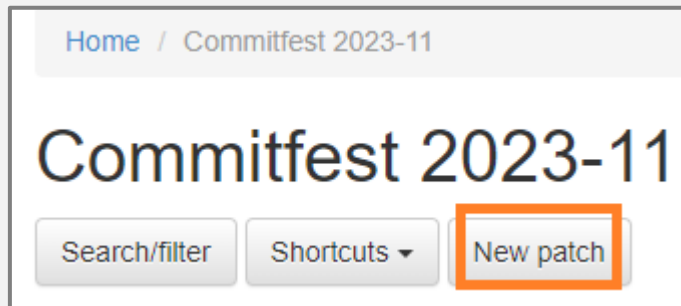 Home / Commitfest 2023-11
Commitfest 2023-11
Search/filter Shortcuts New patch